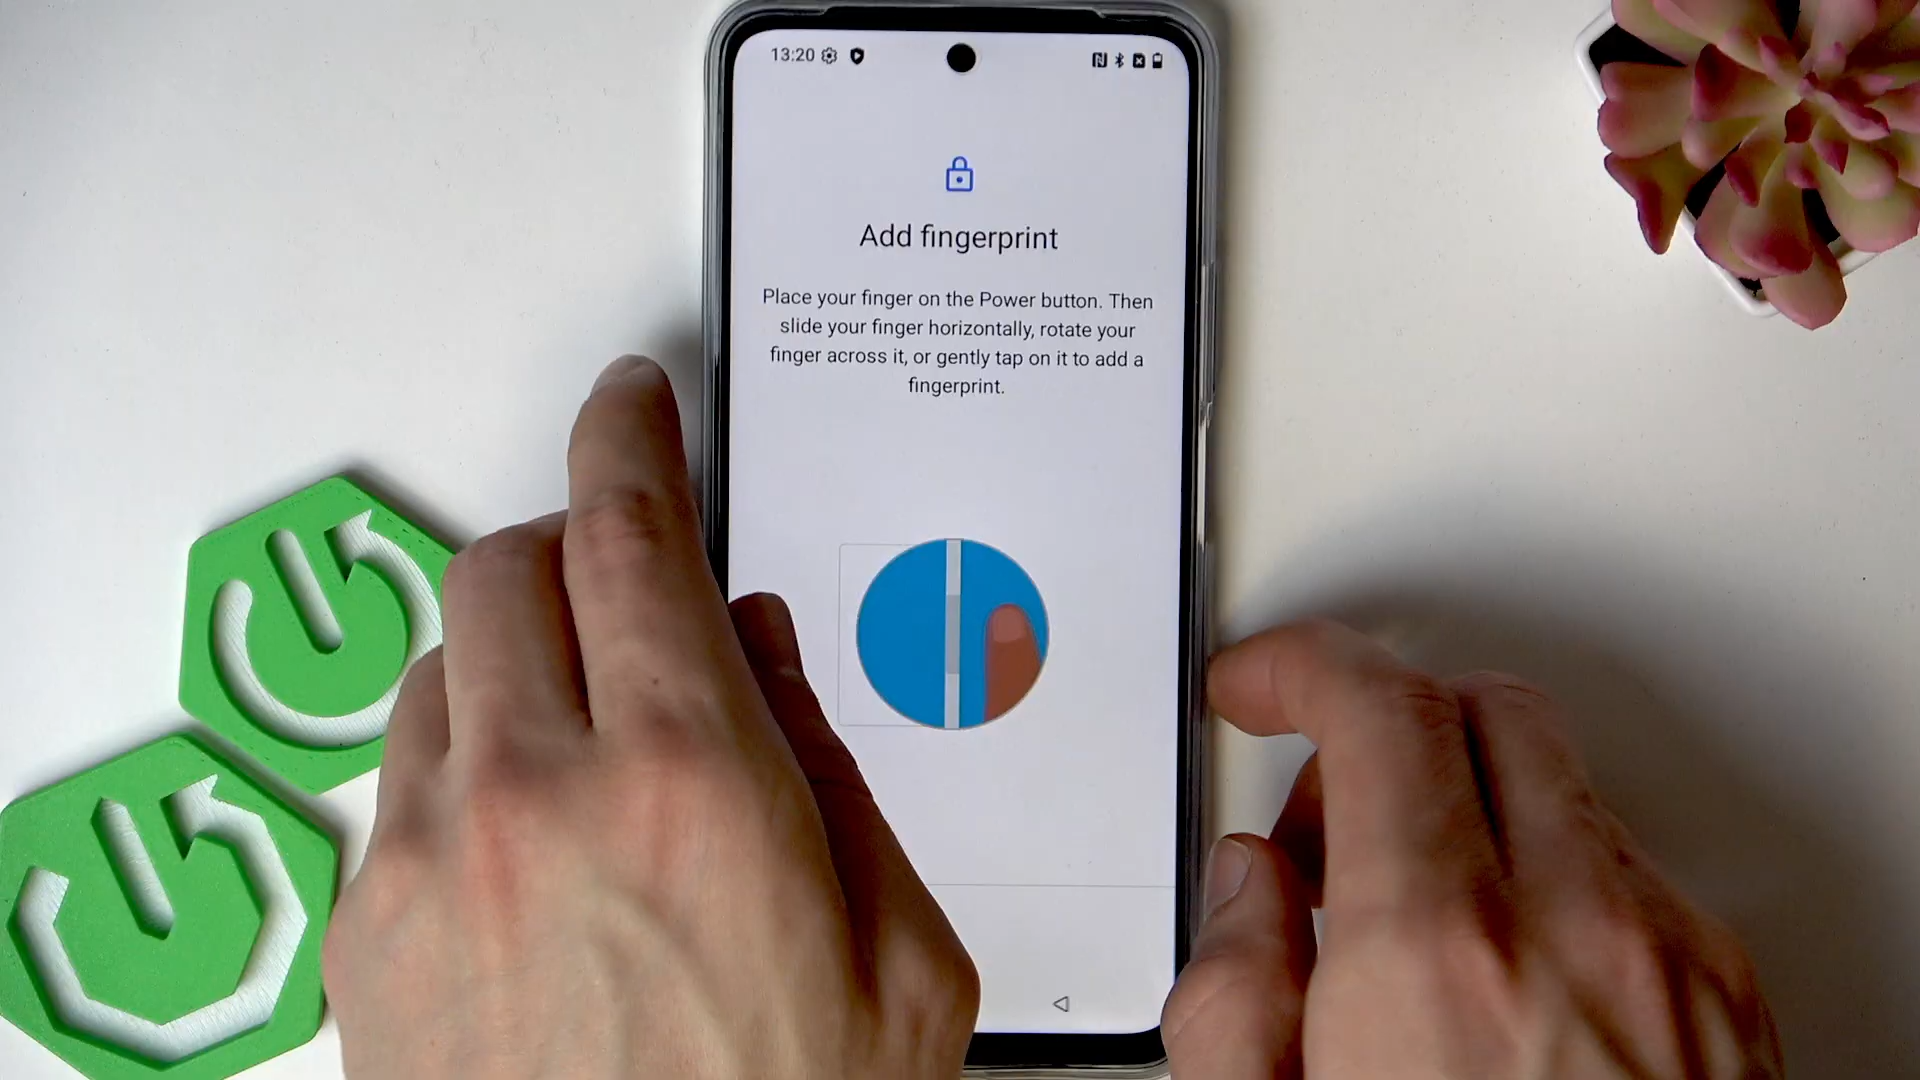 13:20
Add fingerprint
Place your finger on the Power button. Then
slide your finger horizontally, rotate your
finger across it, or gently tap on it to add a
fingerprint.